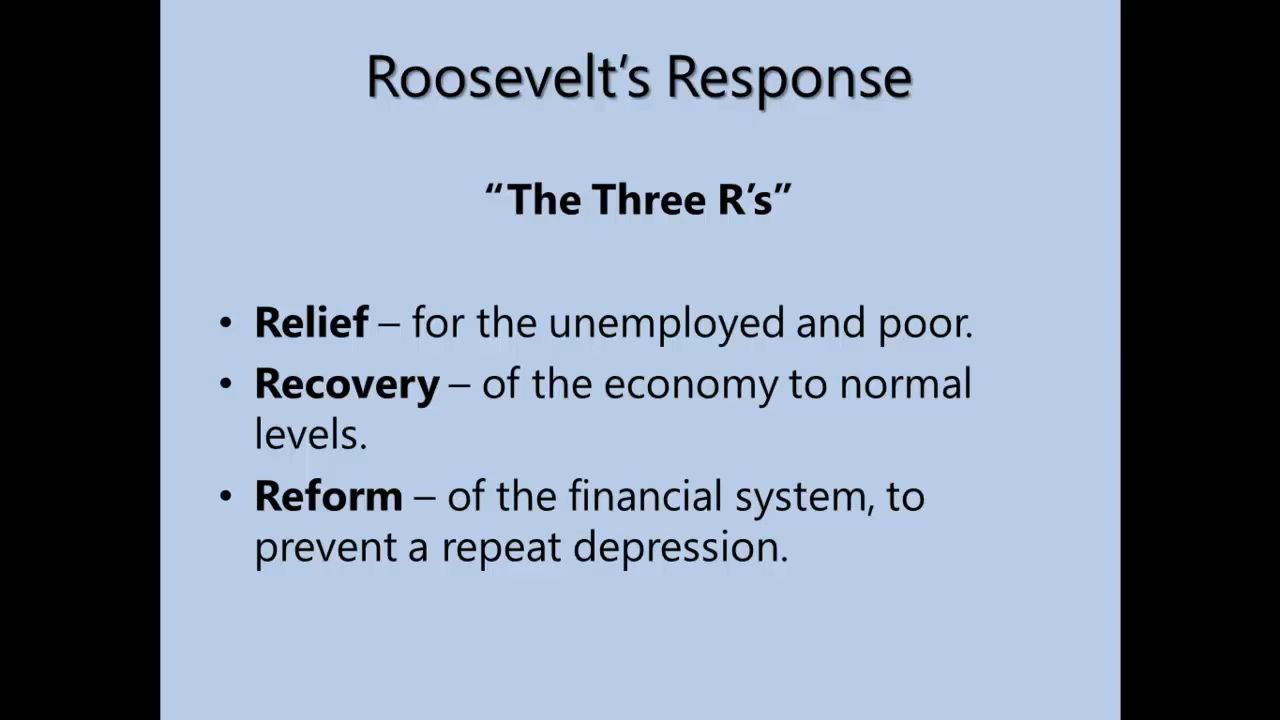 Roosevelt’s Response
“The Three R’s”
• Relief – for the unemployed and poor.
• Recovery – of the economy to normal
levels.
• Reform – of the financial system, to
prevent a repeat depression.